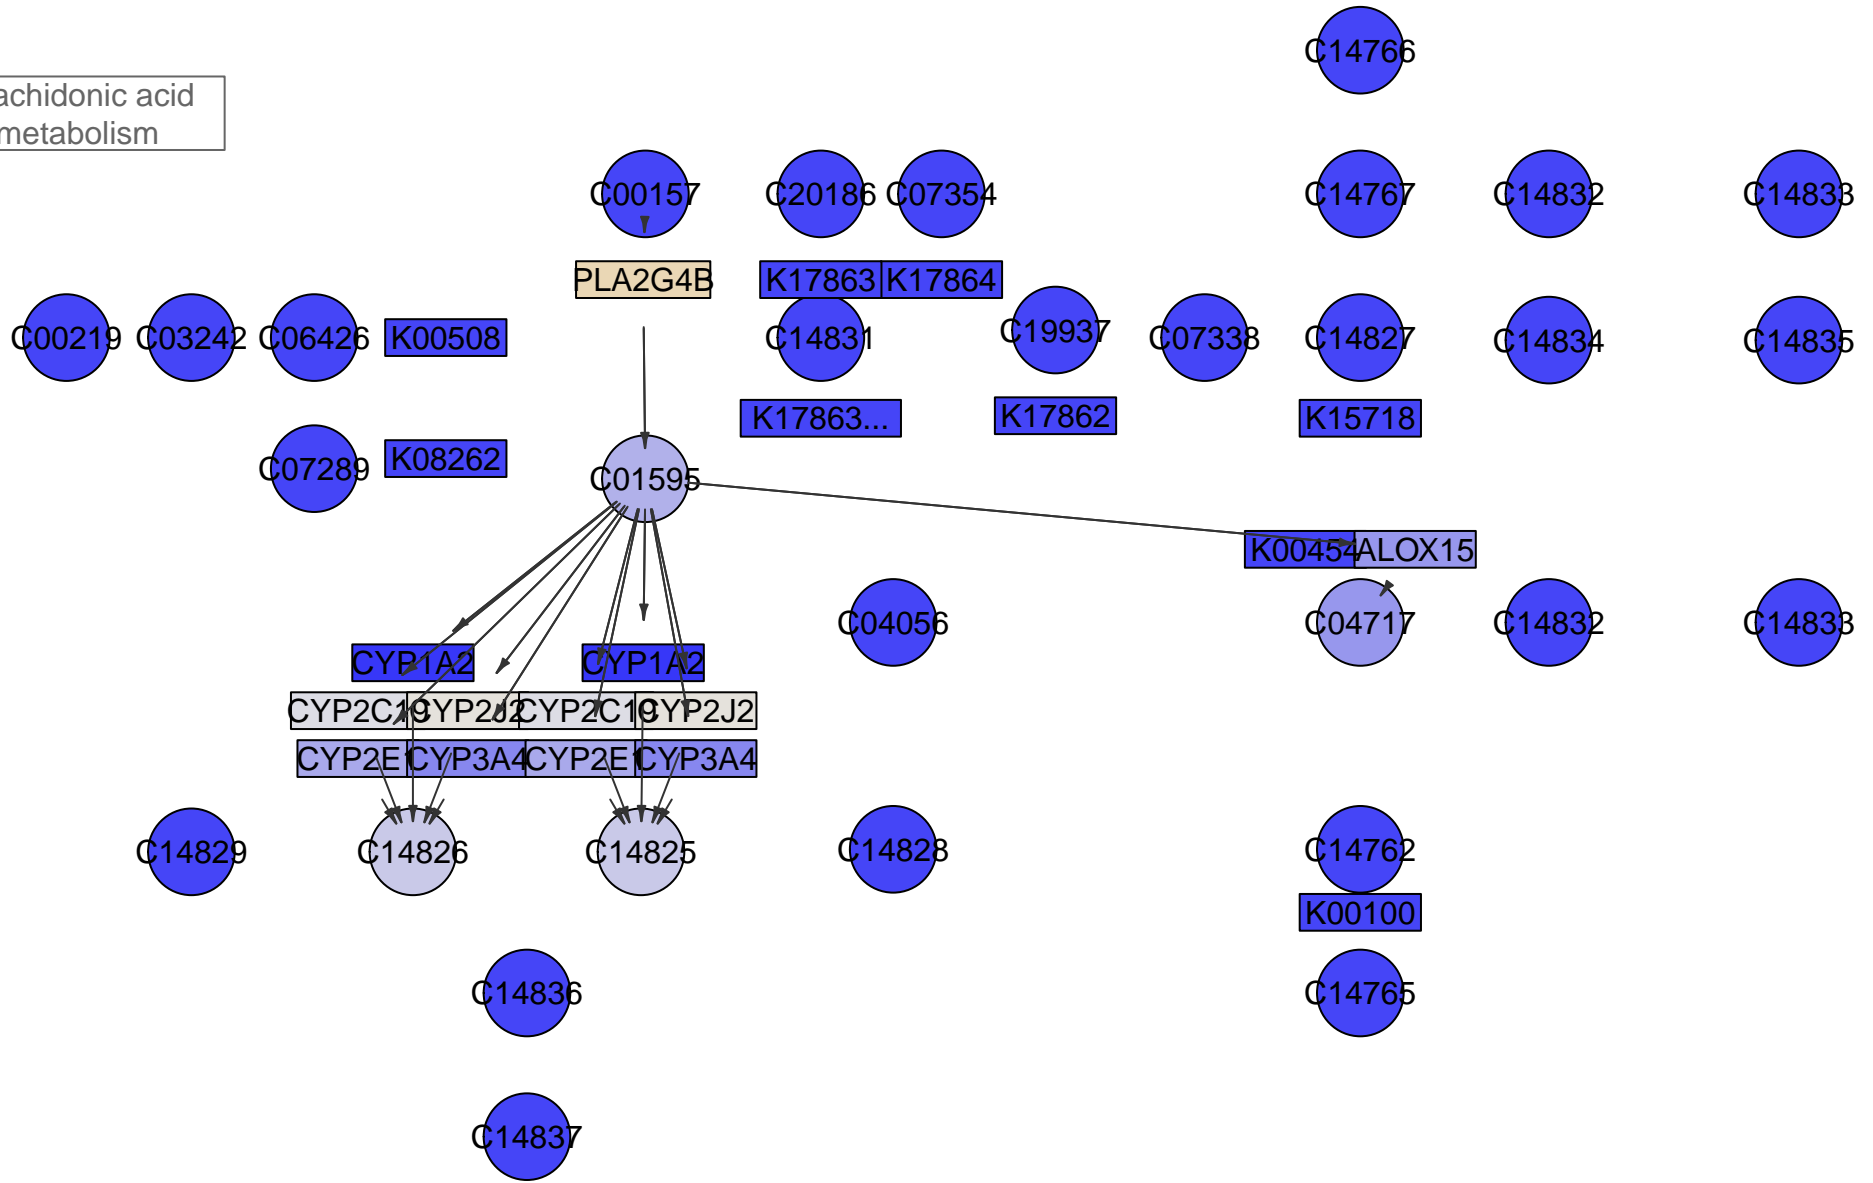 C14766
achidonic acid
metabolism
C00157
C20186
C07354
C14767
C14832
C14833
PLA2G4B
K17863
K17864
C00219
C03242
C06426
K00508
C14831
C19937
C07338
C14827
C14834
C14835
K17863...
K17862
K15718
C07289
K08262
C01595
K00454
ALOX15
C04056
C04717
C14832
C14833
CYP1A2
CYP1A2
CYP2C19
CYP2J2
CYP2C19
CYP2J2
CYP2E1
CYP3A4
CYP2E1
CYP3A4
C14829
C14826
C14825
C14828
C14762
K00100
C14836
C14765
C14837